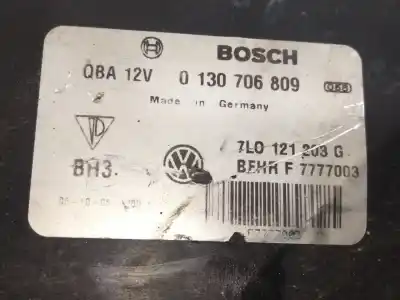 BOSCH
QBA 12V 0 130 706 809
Made in Germany
7L0 121 203 G
BH3
BEHR F 7777003